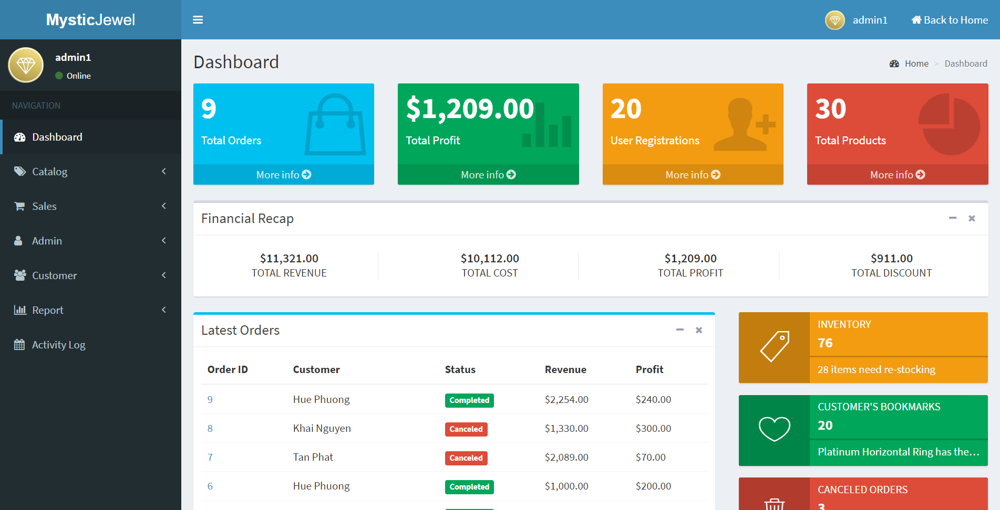 MysticJewel
admin1
Back to Home
admin1
Online
NAVIGATION
Dashboard
Catalog
Sales
Admin
Customer
Report
Activity Log
Dashboard
Home > Dashboard
9
Total Orders
More info
$1,209.00
Total Profit
More info
20
User Registrations
More info
30
Total Products
More info
Financial Recap
$11,321.00
TOTAL REVENUE
$10,112.00
TOTAL COST
$1,209.00
TOTAL PROFIT
$911.00
TOTAL DISCOUNT
Latest Orders
Order ID Customer Status Revenue Profit
9 Hue Phuong Completed $2,254.00 $240.00
8 Khai Nguyen Canceled $1,330.00 $300.00
7 Tan Phat Canceled $2,089.00 $70.00
6 Hue Phuong Completed $1,000.00 $200.00
INVENTORY
76
28 items need re-stocking
CUSTOMER'S BOOKMARKS
20
Platinum Horizontal Ring has the...
CANCELED ORDERS
3